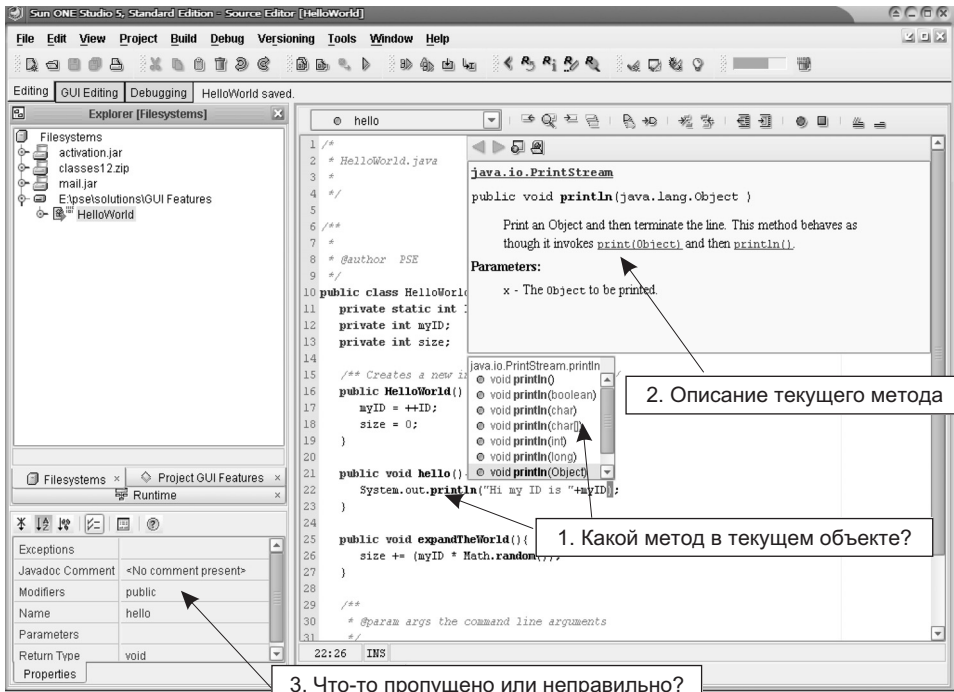 Sun ONE Studio 5, Standard Edition - Source Editor [HelloWorld]
File Edit View Project Build Debug Versioning Tools Window Help
Editing GUI Editing Debugging HelloWorld saved.
Explorer [Filesystems]
Filesystems
activation.jar
classes12.zip
mail.jar
E:\pse\solutions\GUI Features
HelloWorld
Filesystems × Project GUI Features ×
Runtime ×
Exceptions
Javadoc Comment <No comment present>
Modifiers public
Name hello
Parameters
Return Type void
Properties
hello
1 /*
2 * HelloWorld.java
3 *
4 */
5
6 /**
7 *
8 * @author PSE
9 */
10 public class HelloWorld
11 private static int
12 private int myID;
13 private int size;
14
15 /** Creates a new
16 public HelloWorld()
17 myID = ++ID;
18 size = 0;
19 }
20
21 public void hello()
22 System.out.println("Hi my ID is "+myID);
23 }
24
25 public void expandTheWorld(){
26 size += (myID * Math.random());
27 }
28
29 /**
30 * @param args the command line arguments
31 */
22:26 INS
java.io.PrintStream
public void println(java.lang.Object )
Print an Object and then terminate the line. This method behaves as
though it invokes print(Object) and then println().
Parameters:
x - The Object to be printed.
java.io.PrintStream.println
void println()
void println(boolean)
void println(char)
void println(char[])
void println(int)
void println(long)
void println(Object)
2. Описание текущего метода
1. Какой метод в текущем объекте?
3. Что-то пропущено или неправильно?